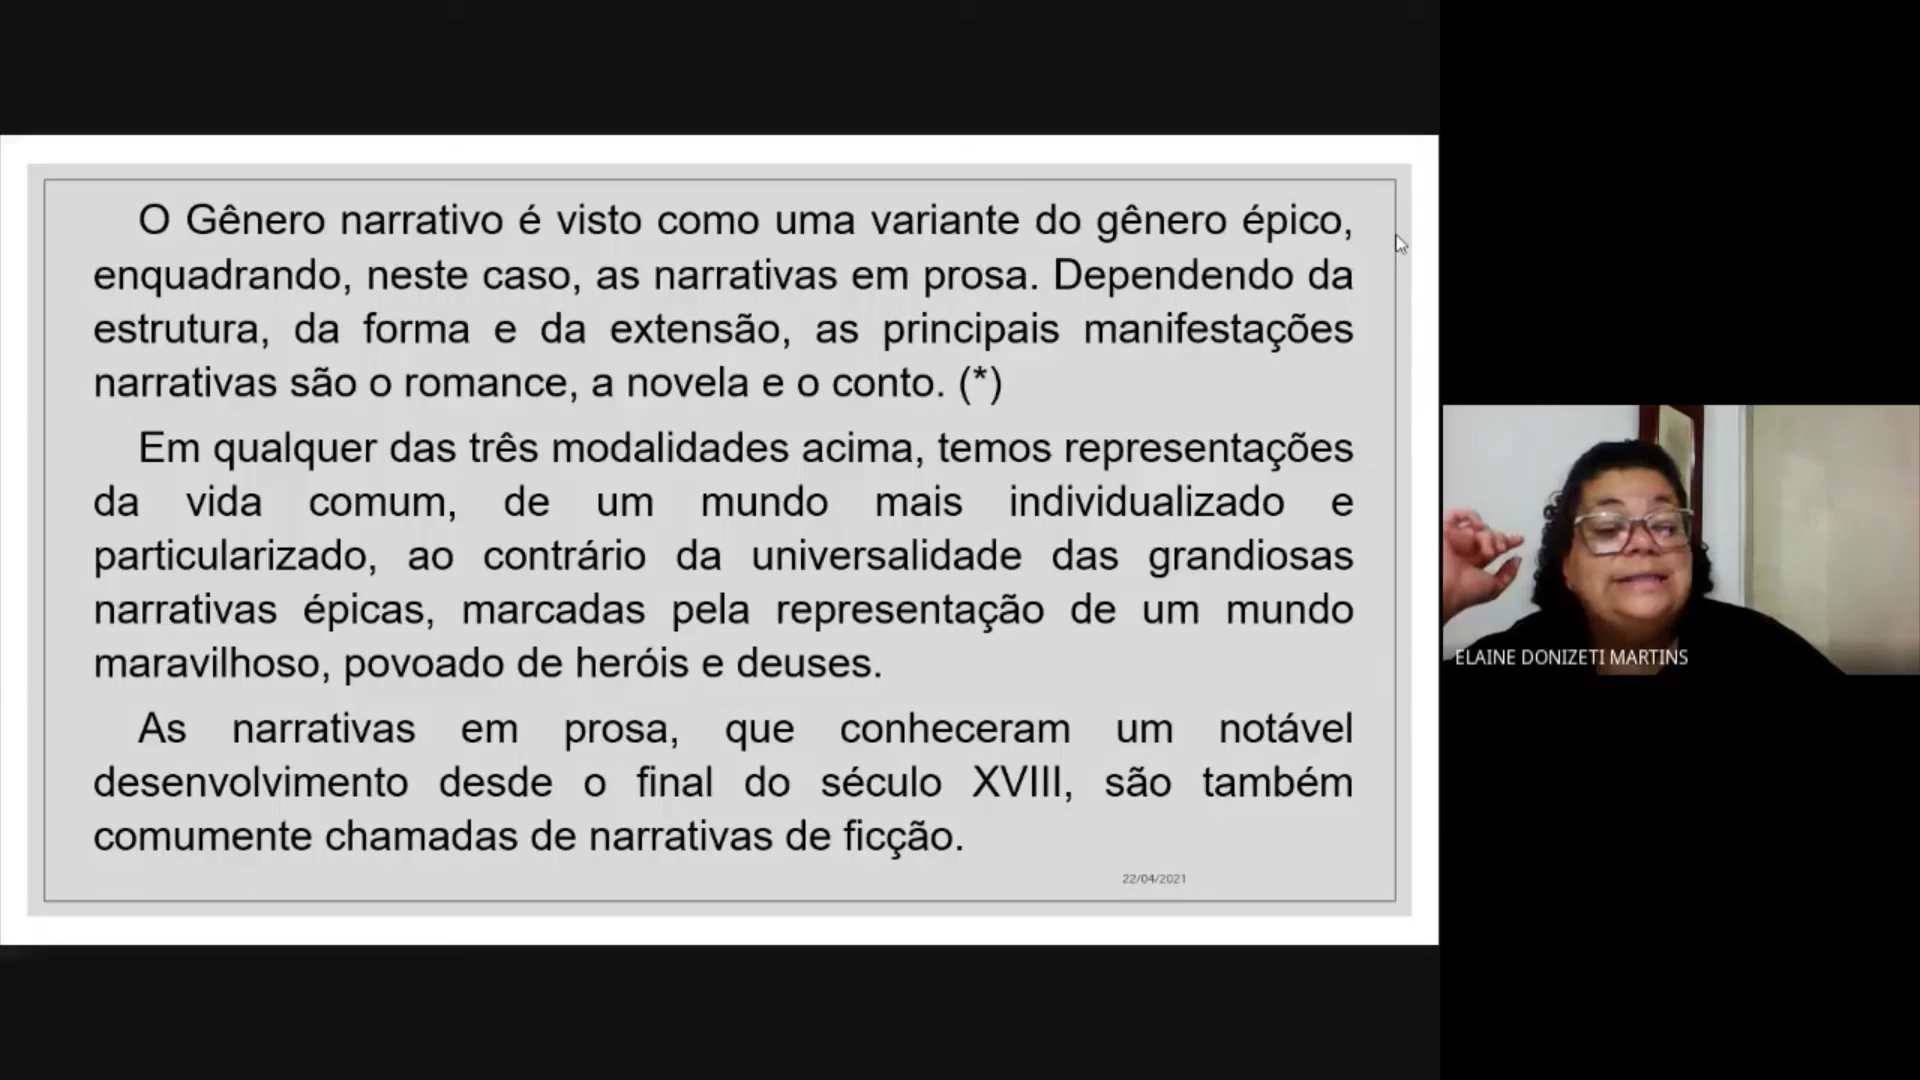 O Gênero narrativo é visto como uma variante do gênero épico,
enquadrando, neste caso, as narrativas em prosa. Dependendo da
estrutura, da forma e da extensão, as principais manifestações
narrativas são o romance, a novela e o conto. (*)
Em qualquer das três modalidades acima, temos representações
da vida comum, de um mundo mais individualizado e
particularizado, ao contrário da universalidade das grandiosas
narrativas épicas, marcadas pela representação de um mundo
maravilhoso, povoado de heróis e deuses.
As narrativas em prosa, que conheceram um notável
desenvolvimento desde o final do século XVIII, são também
comumente chamadas de narrativas de ficção.
22/04/2021
ELAINE DONIZETI MARTINS